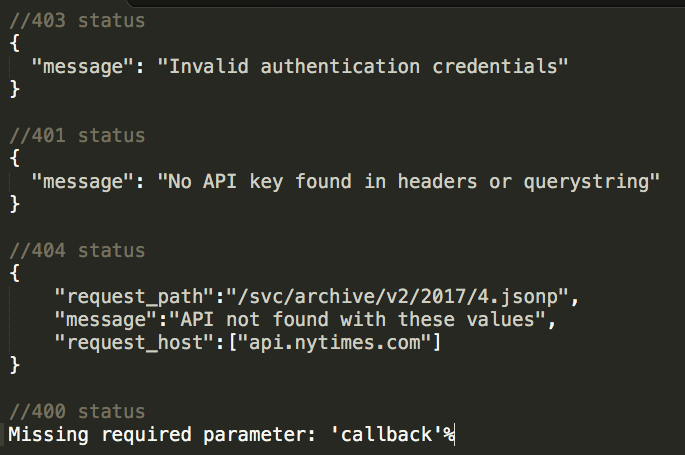 //403 status
{
  "message": "Invalid authentication credentials"
}

//401 status
{
  "message": "No API key found in headers or querystring"
}

//404 status
{
    "request_path":"/svc/archive/v2/2017/4.jsonp",
    "message":"API not found with these values",
    "request_host":["api.nytimes.com"]
}

//400 status
Missing required parameter: 'callback'%